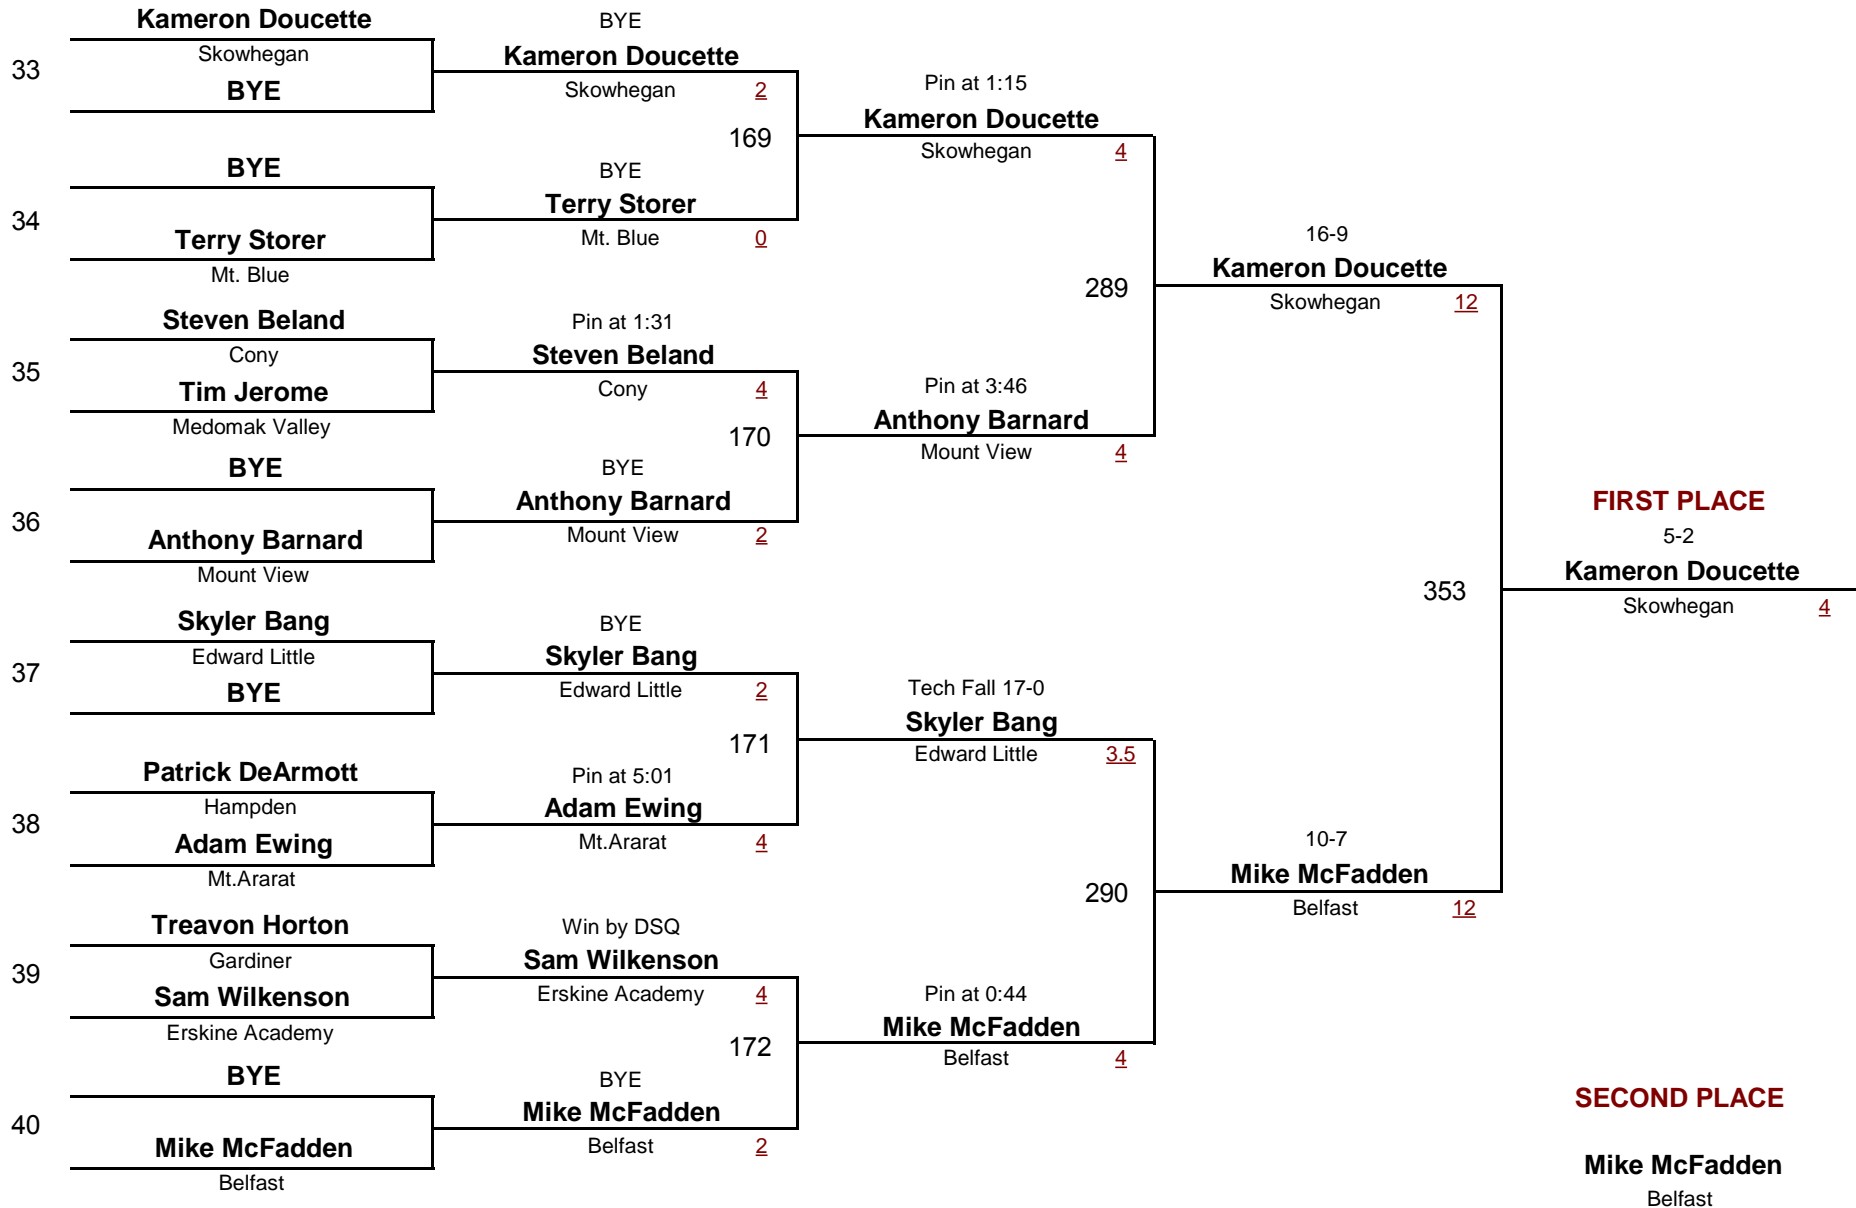 Kameron Doucette
Skowhegan
33
BYE
BYE
34
Terry Storer
Mt. Blue
Steven Beland
Cony
35
Tim Jerome
Medomak Valley
BYE
36
Anthony Barnard
Mount View
Skyler Bang
Edward Little
37
BYE
Patrick DeArmott
Hampden
38
Adam Ewing
Mt.Ararat
Treavon Horton
Gardiner
39
Sam Wilkenson
Erskine Academy
BYE
40
Mike McFadden
Belfast
BYE
Kameron Doucette
Skowhegan 2
169
BYE
Terry Storer
Mt. Blue 0
Pin at 1:31
Steven Beland
Cony 4
170
BYE
Anthony Barnard
Mount View 2
BYE
Skyler Bang
Edward Little 2
171
Pin at 5:01
Adam Ewing
Mt.Ararat 4
Win by DSQ
Sam Wilkenson
Erskine Academy 4
172
BYE
Mike McFadden
Belfast 2
Pin at 1:15
Kameron Doucette
Skowhegan 4
289
Pin at 3:46
Anthony Barnard
Mount View 4
Tech Fall 17-0
Skyler Bang
Edward Little 3.5
290
Pin at 0:44
Mike McFadden
Belfast 4
16-9
Kameron Doucette
Skowhegan 12
353
10-7
Mike McFadden
Belfast 12
FIRST PLACE
5-2
Kameron Doucette
Skowhegan 4
SECOND PLACE
Mike McFadden
Belfast